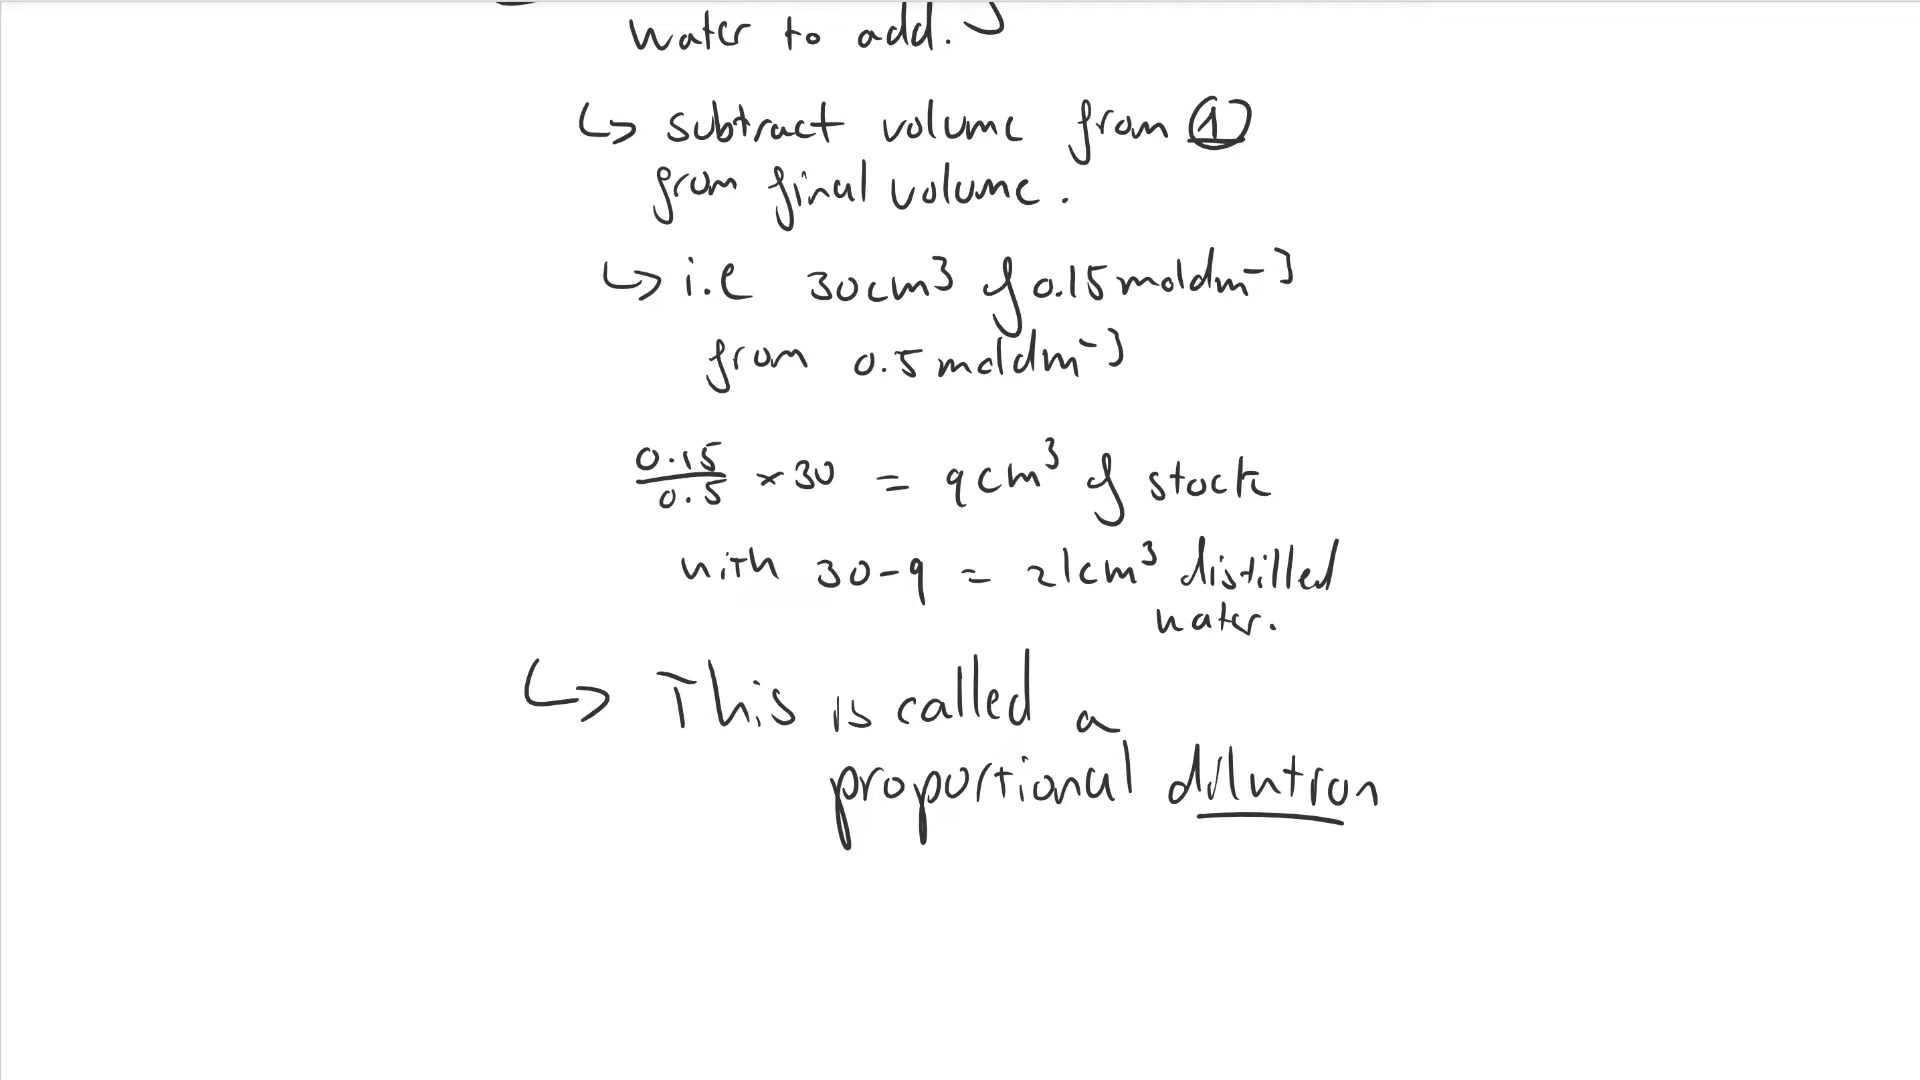 water to add.
↳ subtract volume from ①
from final volume.
↳ i.e 30cm³ of 0.15moldm⁻³
from 0.5moldm⁻³
0.15/0.5 × 30 = 9cm³ of stock
with 30-9 = 21cm³ distilled
water.
↳ This is called a
proportional dilution